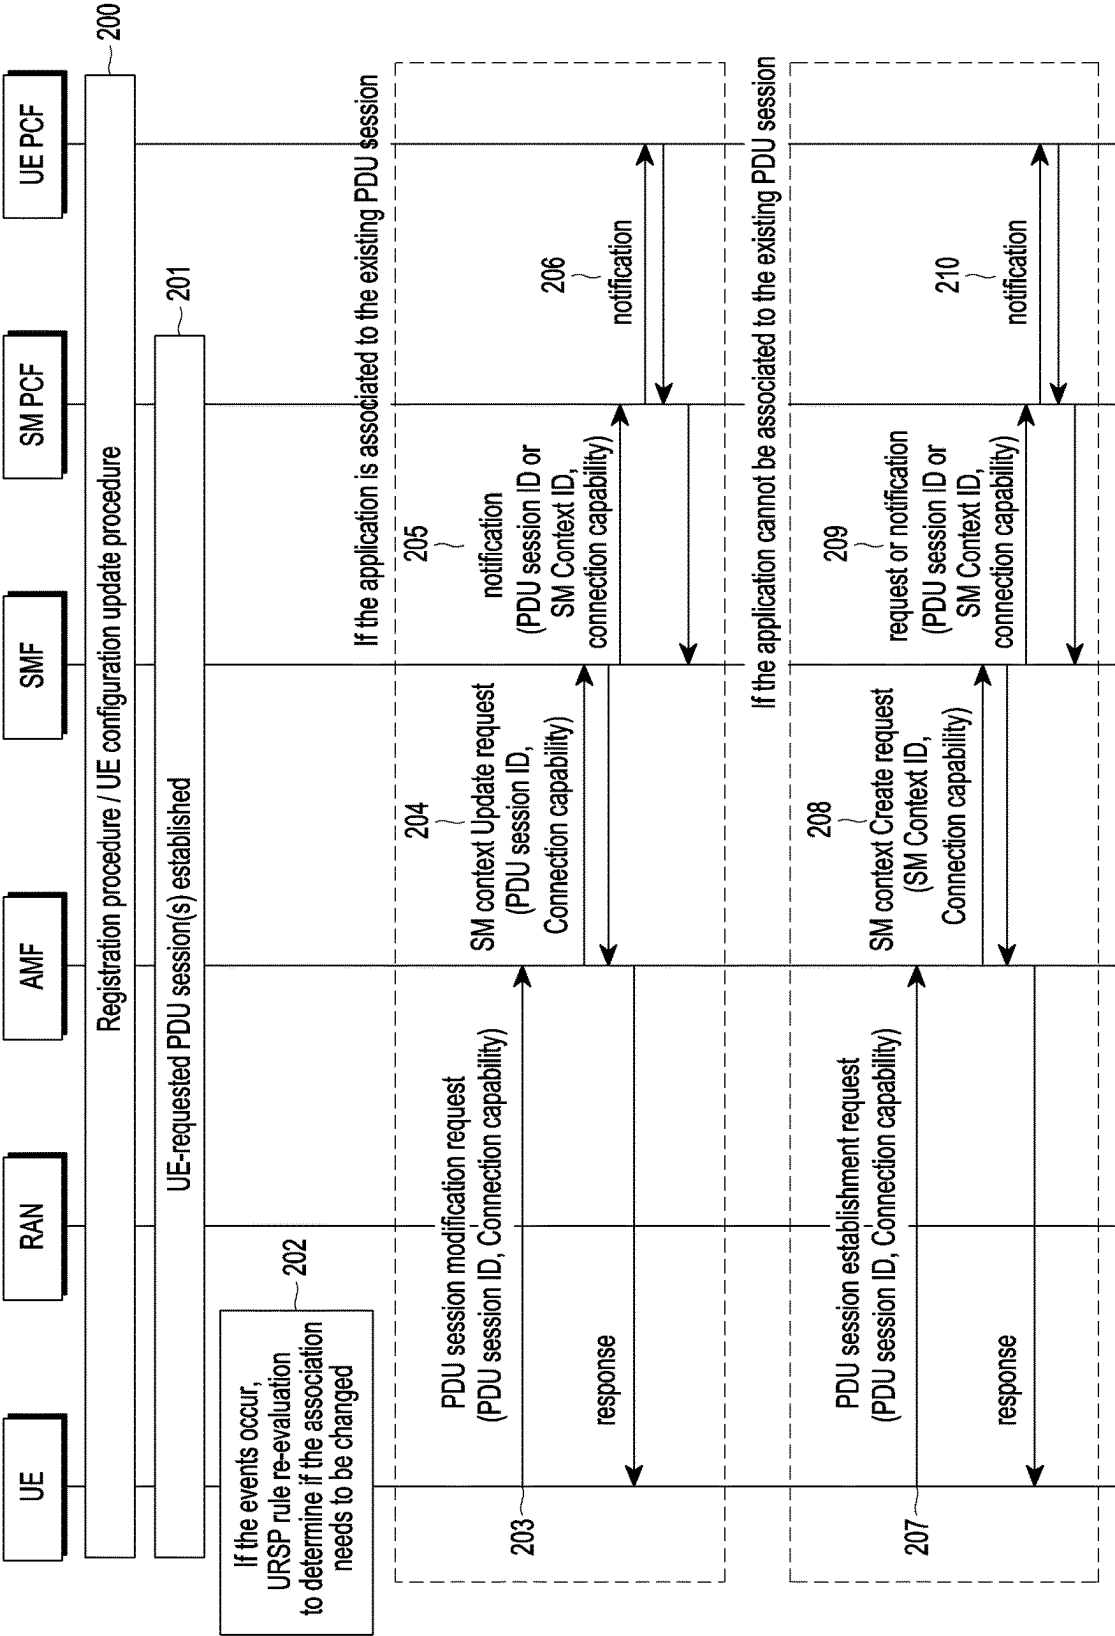 UE
RAN
AMF
SMF
SM PCF
UE PCF
Registration procedure / UE configuration update procedure
200
UE-requested PDU session(s) established
201
If the events occur,
URSP rule re-evaluation
to determine if the association
needs to be changed
202
If the application is associated to the existing PDU session
PDU session modification request
(PDU session ID, Connection capability)
203
204
SM context Update request
(PDU session ID,
Connection capability)
205
notification
(PDU session ID or
SM Context ID,
connection capability)
206
notification
response
If the application cannot be associated to the existing PDU session
PDU session establishment request
(PDU session ID, Connection capability)
207
208
SM context Create request
(SM Context ID,
Connection capability)
209
request or notification
(PDU session ID or
SM Context ID,
connection capability)
210
notification
response